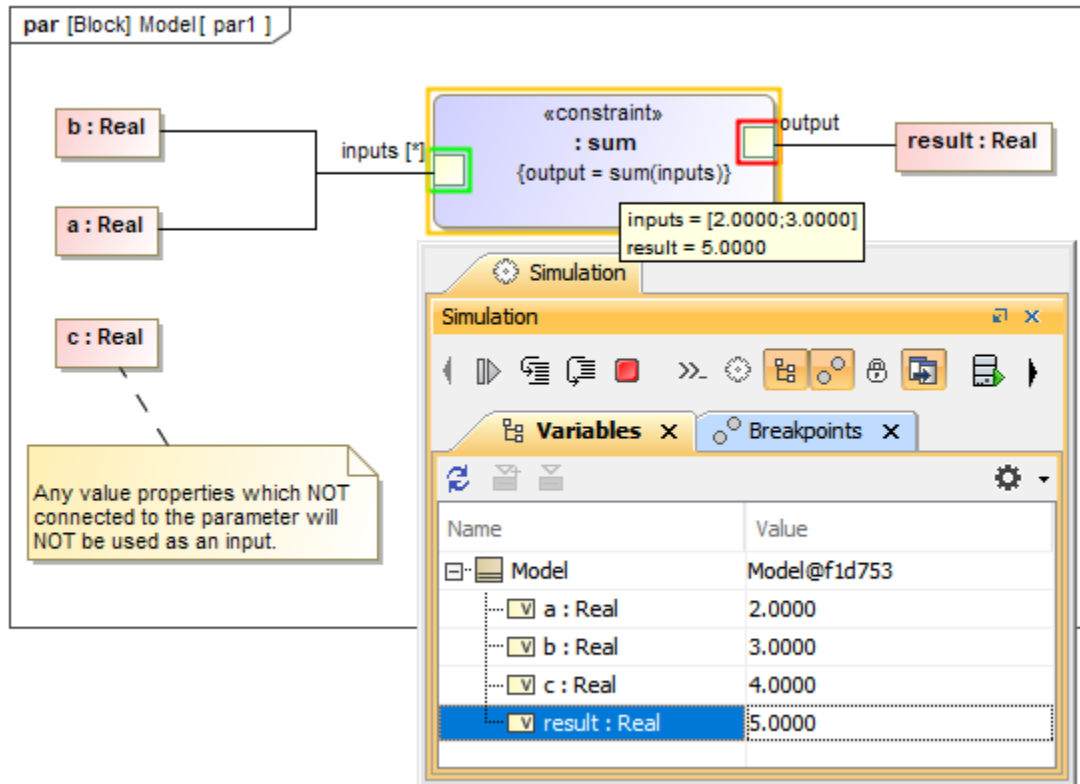 par [Block] Model[ par1 ]
b : Real
a : Real
c : Real
inputs [*]
«constraint»
: sum
{output = sum(inputs)}
output
result : Real
inputs = [2.0000;3.0000]
result = 5.0000
Any value properties which NOT
connected to the parameter will
NOT be used as an input.
Simulation
Simulation
Variables
Breakpoints
Name Value
Model Model@f1d753
a : Real 2.0000
b : Real 3.0000
c : Real 4.0000
result : Real 5.0000